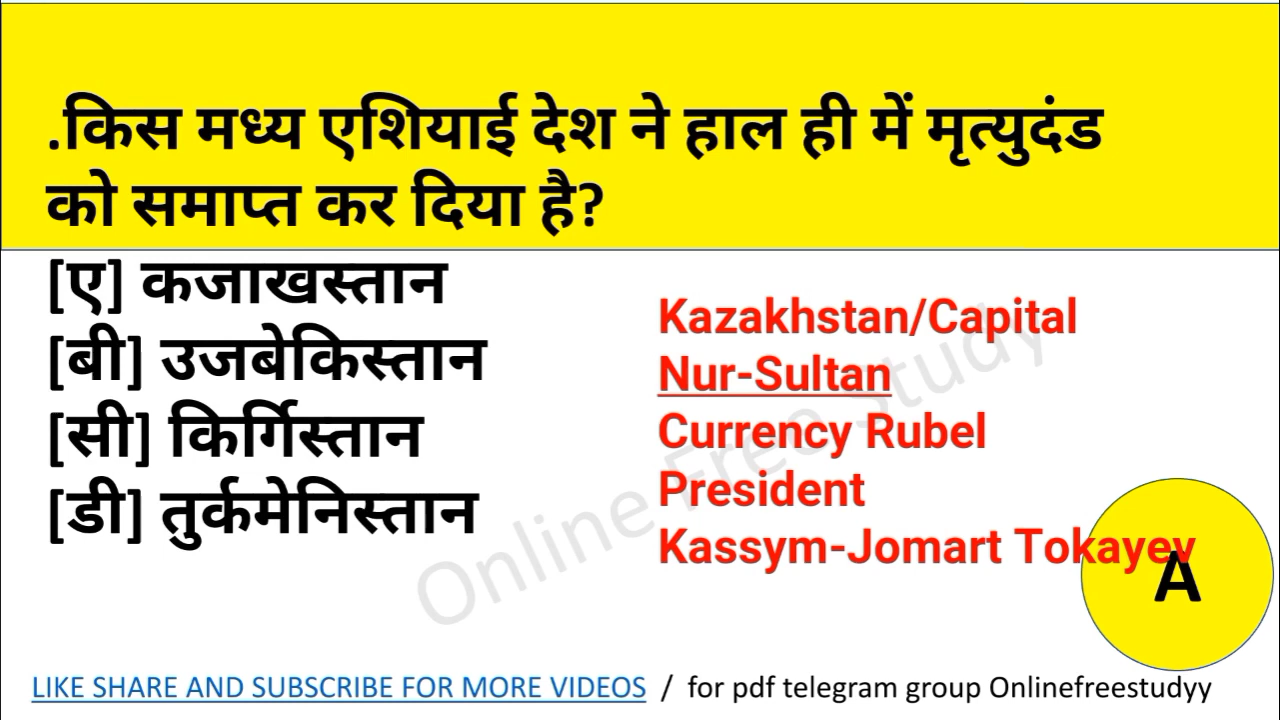 .किस मध्य एशियाई देश ने हाल ही में मृत्युदंड
को समाप्त कर दिया है?
[ए] कजाखस्तान
[बी] उजबेकिस्तान
[सी] किर्गिस्तान
[डी] तुर्कमेनिस्तान
Kazakhstan/Capital
Nur-Sultan
Currency Rubel
President
Kassym-Jomart Tokayev
A
Online Free Study
LIKE SHARE AND SUBSCRIBE FOR MORE VIDEOS / for pdf telegram group Onlinefreestudyy